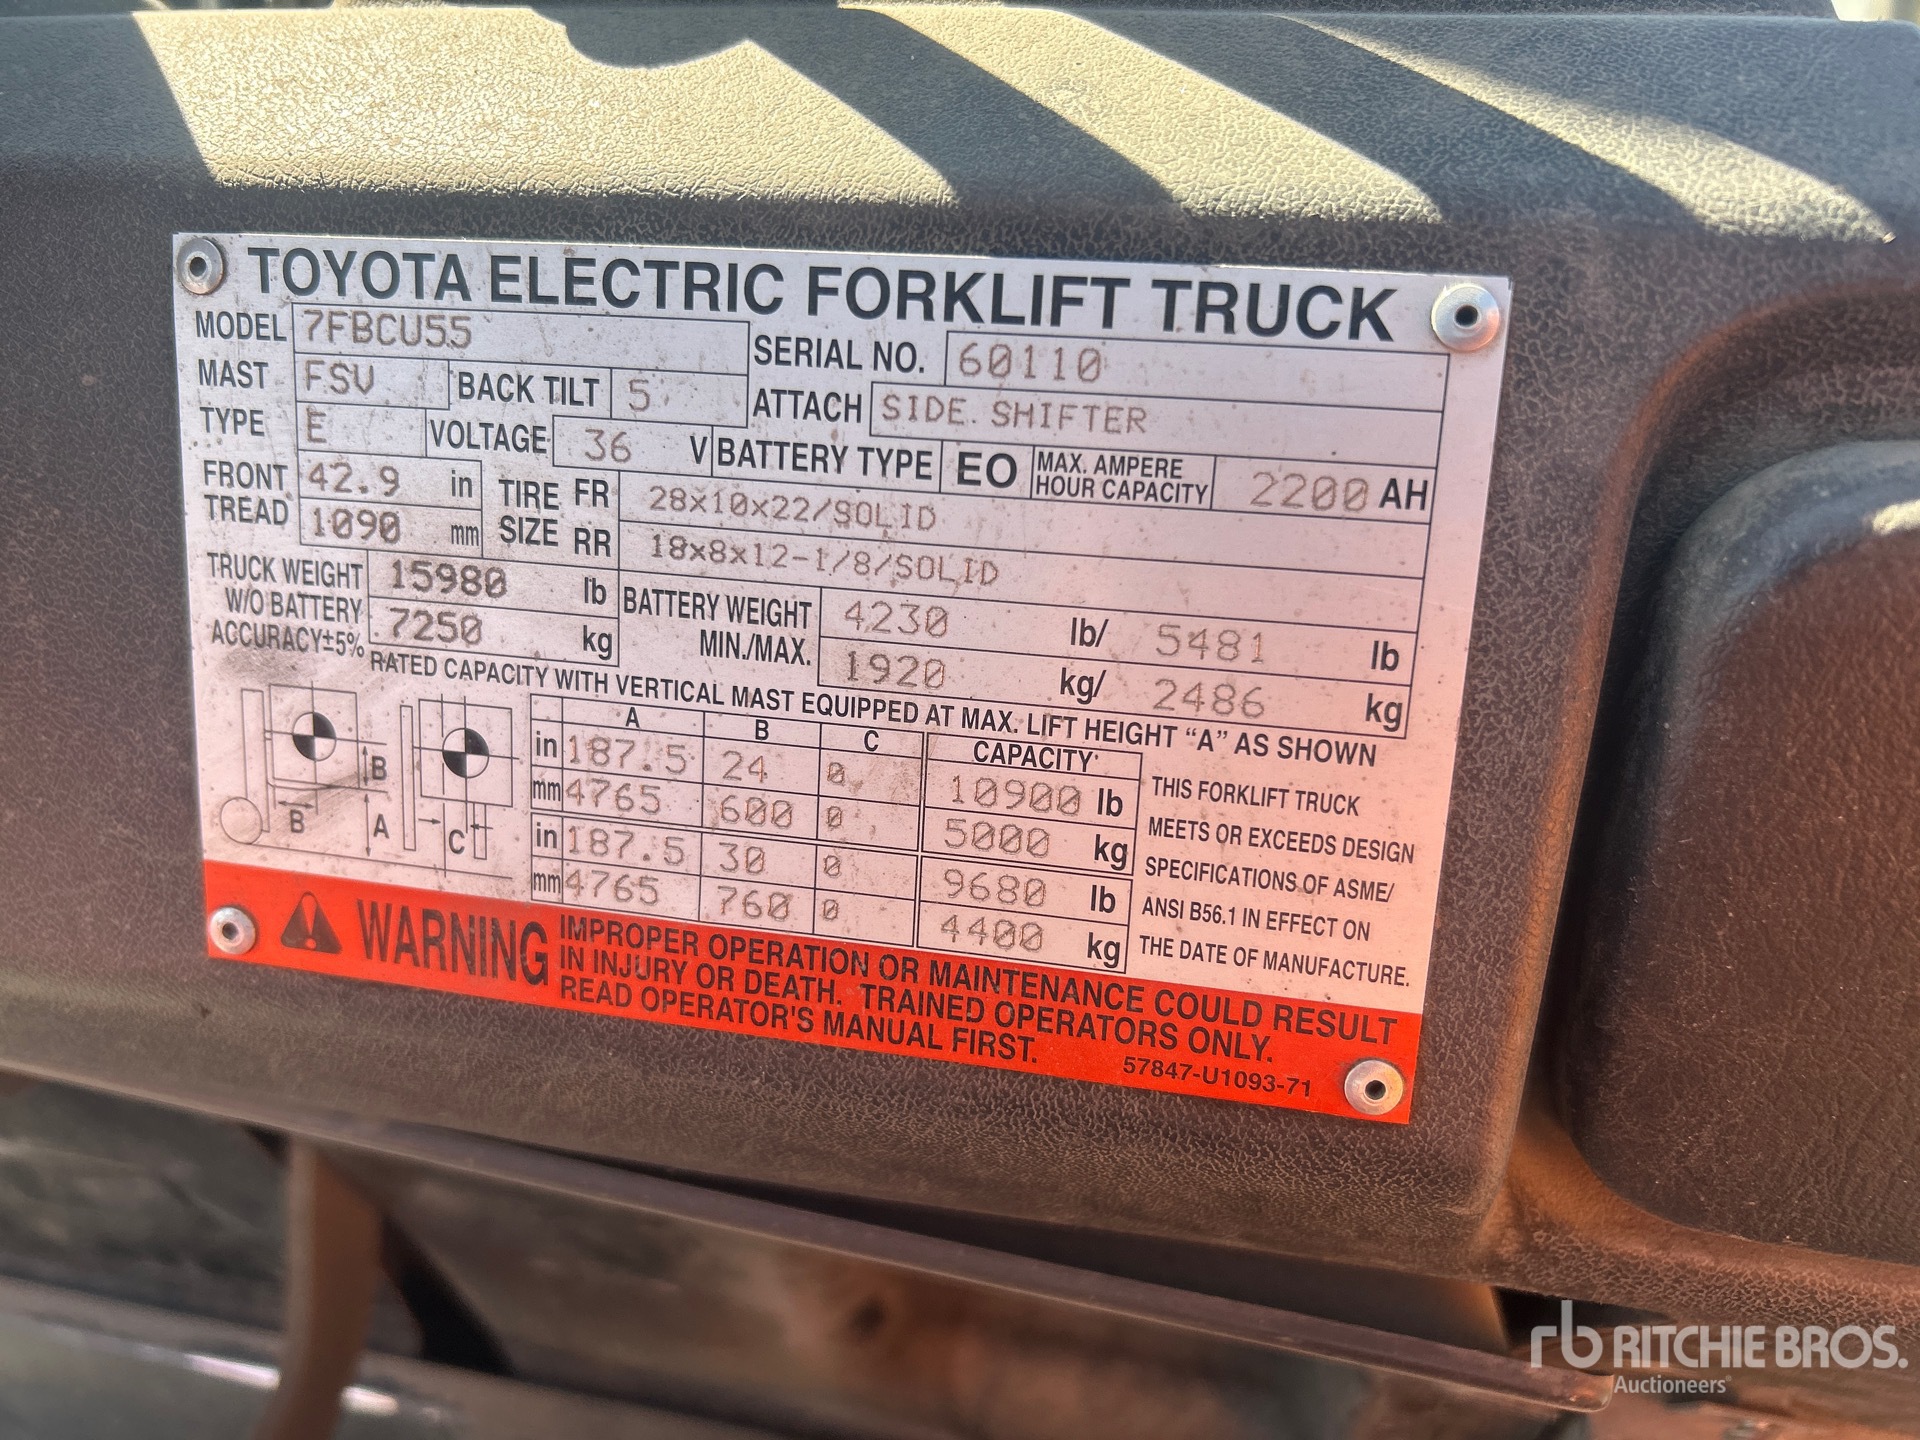 TOYOTA ELECTRIC FORKLIFT TRUCK
MODEL 7FBCU55 SERIAL NO. 60110
MAST FSV BACK TILT 5 ATTACH SIDE. SHIFTER
TYPE E VOLTAGE 36 V BATTERY TYPE EO MAX. AMPERE HOUR CAPACITY 2200 AH
FRONT TREAD 42.9 in TIRE SIZE FR 28x10x22/SOLID
1090 mm RR 18x8x12-1/8/SOLID
TRUCK WEIGHT 15980 lb BATTERY WEIGHT 4230 lb/ 5481 lb
W/O BATTERY 7250 kg MIN./MAX. 1920 kg/ 2486 kg
ACCURACY±5%
RATED CAPACITY WITH VERTICAL MAST EQUIPPED AT MAX. LIFT HEIGHT "A" AS SHOWN
A B C CAPACITY
in 187.5 24 0 10900 lb
mm 4765 600 0 5000 kg
in 187.5 30 0 9680 lb
mm 4765 760 0 4400 kg
B B A C
THIS FORKLIFT TRUCK
MEETS OR EXCEEDS DESIGN
SPECIFICATIONS OF ASME/
ANSI B56.1 IN EFFECT ON
THE DATE OF MANUFACTURE.
WARNING
IMPROPER OPERATION OR MAINTENANCE COULD RESULT
IN INJURY OR DEATH. TRAINED OPERATORS ONLY.
READ OPERATOR'S MANUAL FIRST.
57847-U1093-71
rb RITCHIE BROS.
Auctioneers